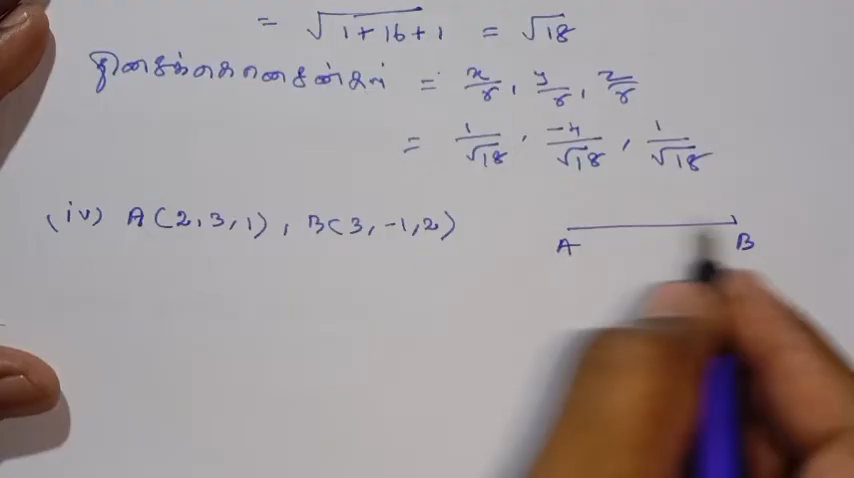 = √1+16+1 = √18
திசைக்கொசைன்கள் = x/r, y/r, z/r
= 1/√18, -4/√18, 1/√18
(iv) A(2,3,1), B(3,-1,2)
A B